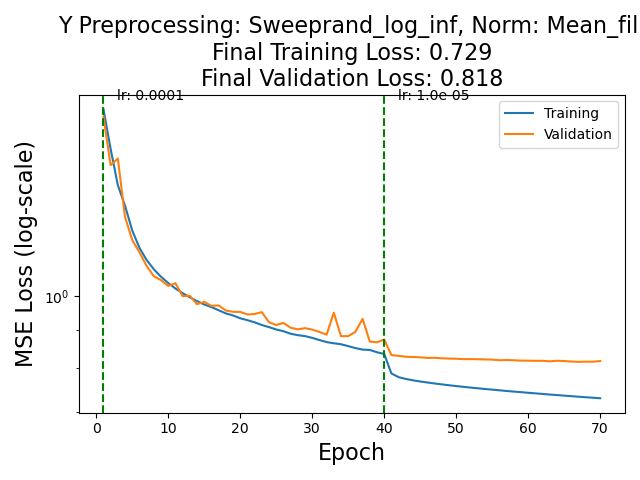 Y Preprocessing: Sweeprand_log_inf, Norm: Mean_fil
Final Training Loss: 0.729
Final Validation Loss: 0.818
lr: 0.0001
lr: 1.0e-05
Training
Validation
MSE Loss (log-scale)
10⁰
0 10 20 30 40 50 60 70
Epoch